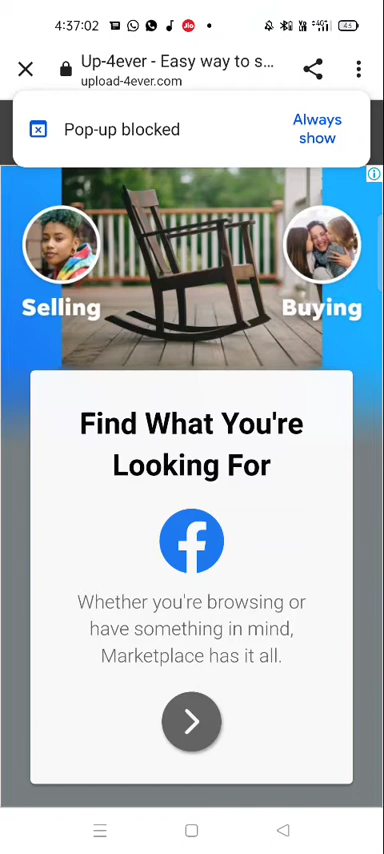 4:37:02
Up-4ever - Easy way to s...
upload-4ever.com
Pop-up blocked
Always
show
Selling
Buying
Find What You're
Looking For
Whether you're browsing or
have something in mind,
Marketplace has it all.